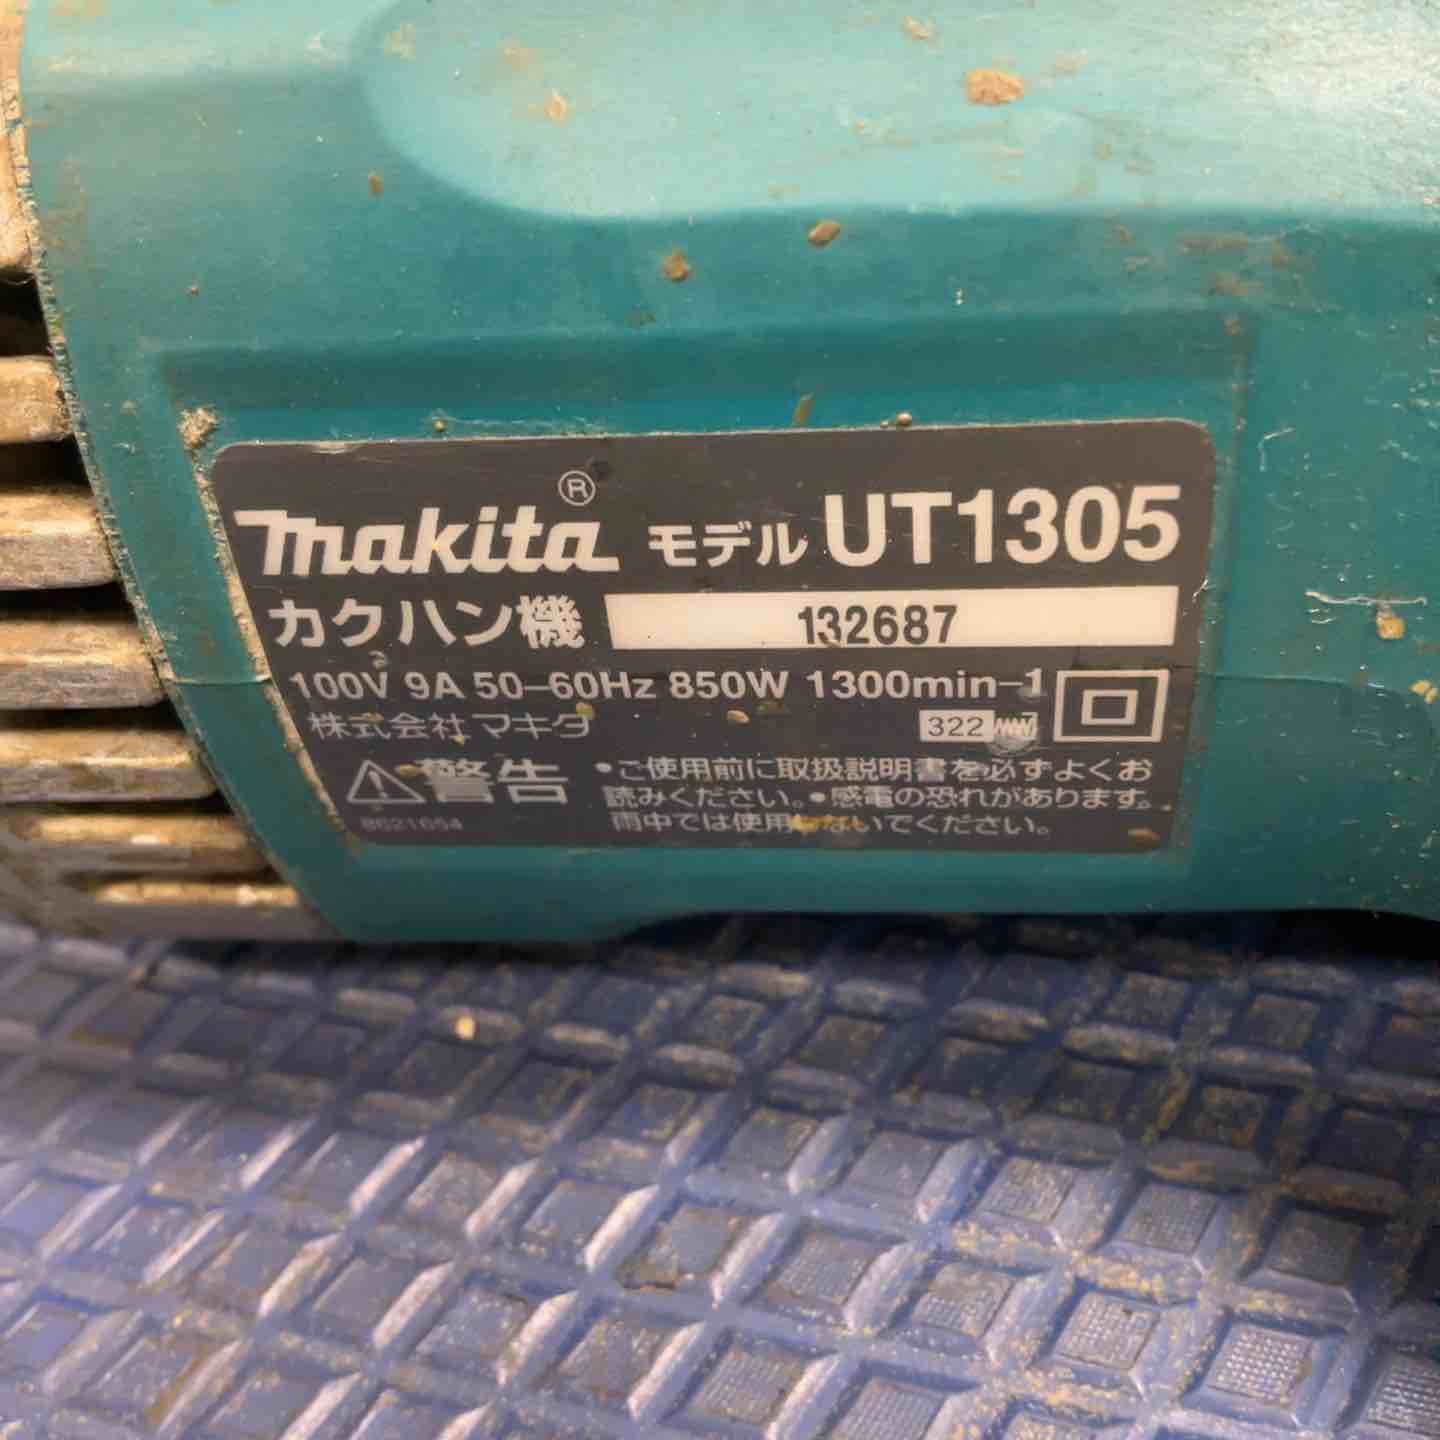 makita® モデル UT1305
カクハン機 132687
100V 9A 50-60Hz 850W 1300min-1
株式会社マキタ 322
警告 •ご使用前に取扱説明書を必ずよくお
読みください。•感電の恐れがあります。
8621654 雨中では使用しないでください。